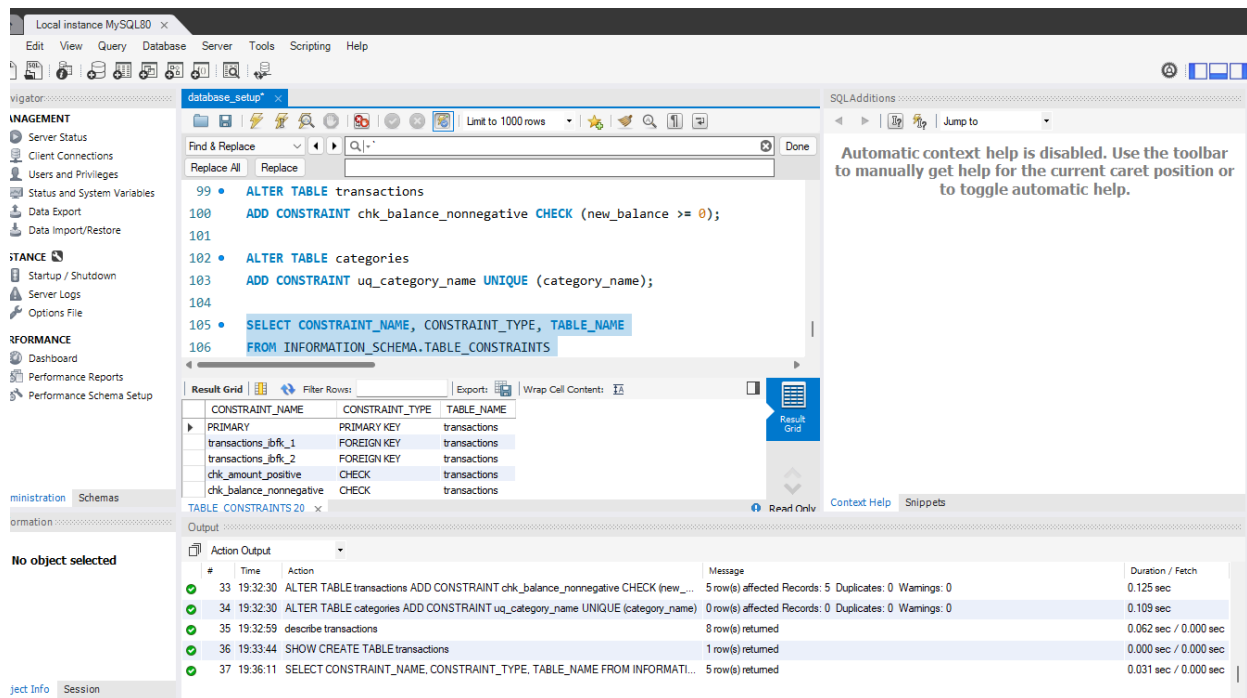 Local instance MySQL80
Edit View Query Database Server Tools Scripting Help
vigator
database_setup*
SQLAdditions
ANAGEMENT
Server Status
Client Connections
Users and Privileges
Status and System Variables
Data Export
Data Import/Restore
STANCE
Startup / Shutdown
Server Logs
Options File
RFORMANCE
Dashboard
Performance Reports
Performance Schema Setup
ministration Schemas
ormation
No object selected
ject Info Session
Limit to 1000 rows
Find & Replace
Done
Replace All Replace
99 ALTER TABLE transactions
100 ADD CONSTRAINT chk_balance_nonnegative CHECK (new_balance >= 0);
101
102 ALTER TABLE categories
103 ADD CONSTRAINT uq_category_name UNIQUE (category_name);
104
105 SELECT CONSTRAINT_NAME, CONSTRAINT_TYPE, TABLE_NAME
106 FROM INFORMATION_SCHEMA.TABLE_CONSTRAINTS
Result Grid Filter Rows: Export: Wrap Cell Content:
CONSTRAINT_NAME CONSTRAINT_TYPE TABLE_NAME
PRIMARY PRIMARY KEY transactions
transactions_ibfk_1 FOREIGN KEY transactions
transactions_ibfk_2 FOREIGN KEY transactions
chk_amount_positive CHECK transactions
chk_balance_nonnegative CHECK transactions
Result
Grid
TABLE_CONSTRAINTS 20 Read Only
Jump to
Automatic context help is disabled. Use the toolbar
to manually get help for the current caret position or
to toggle automatic help.
Context Help Snippets
Output
Action Output
# Time Action Message Duration / Fetch
33 19:32:30 ALTER TABLE transactions ADD CONSTRAINT chk_balance_nonnegative CHECK (new_... 5 row(s) affected Records: 5 Duplicates: 0 Warnings: 0 0.125 sec
34 19:32:30 ALTER TABLE categories ADD CONSTRAINT uq_category_name UNIQUE (category_name) 0 row(s) affected Records: 0 Duplicates: 0 Warnings: 0 0.109 sec
35 19:32:59 describe transactions 8 row(s) returned 0.062 sec / 0.000 sec
36 19:33:44 SHOW CREATE TABLE transactions 1 row(s) returned 0.000 sec / 0.000 sec
37 19:36:11 SELECT CONSTRAINT_NAME, CONSTRAINT_TYPE, TABLE_NAME FROM INFORMATI... 5 row(s) returned 0.031 sec / 0.000 sec